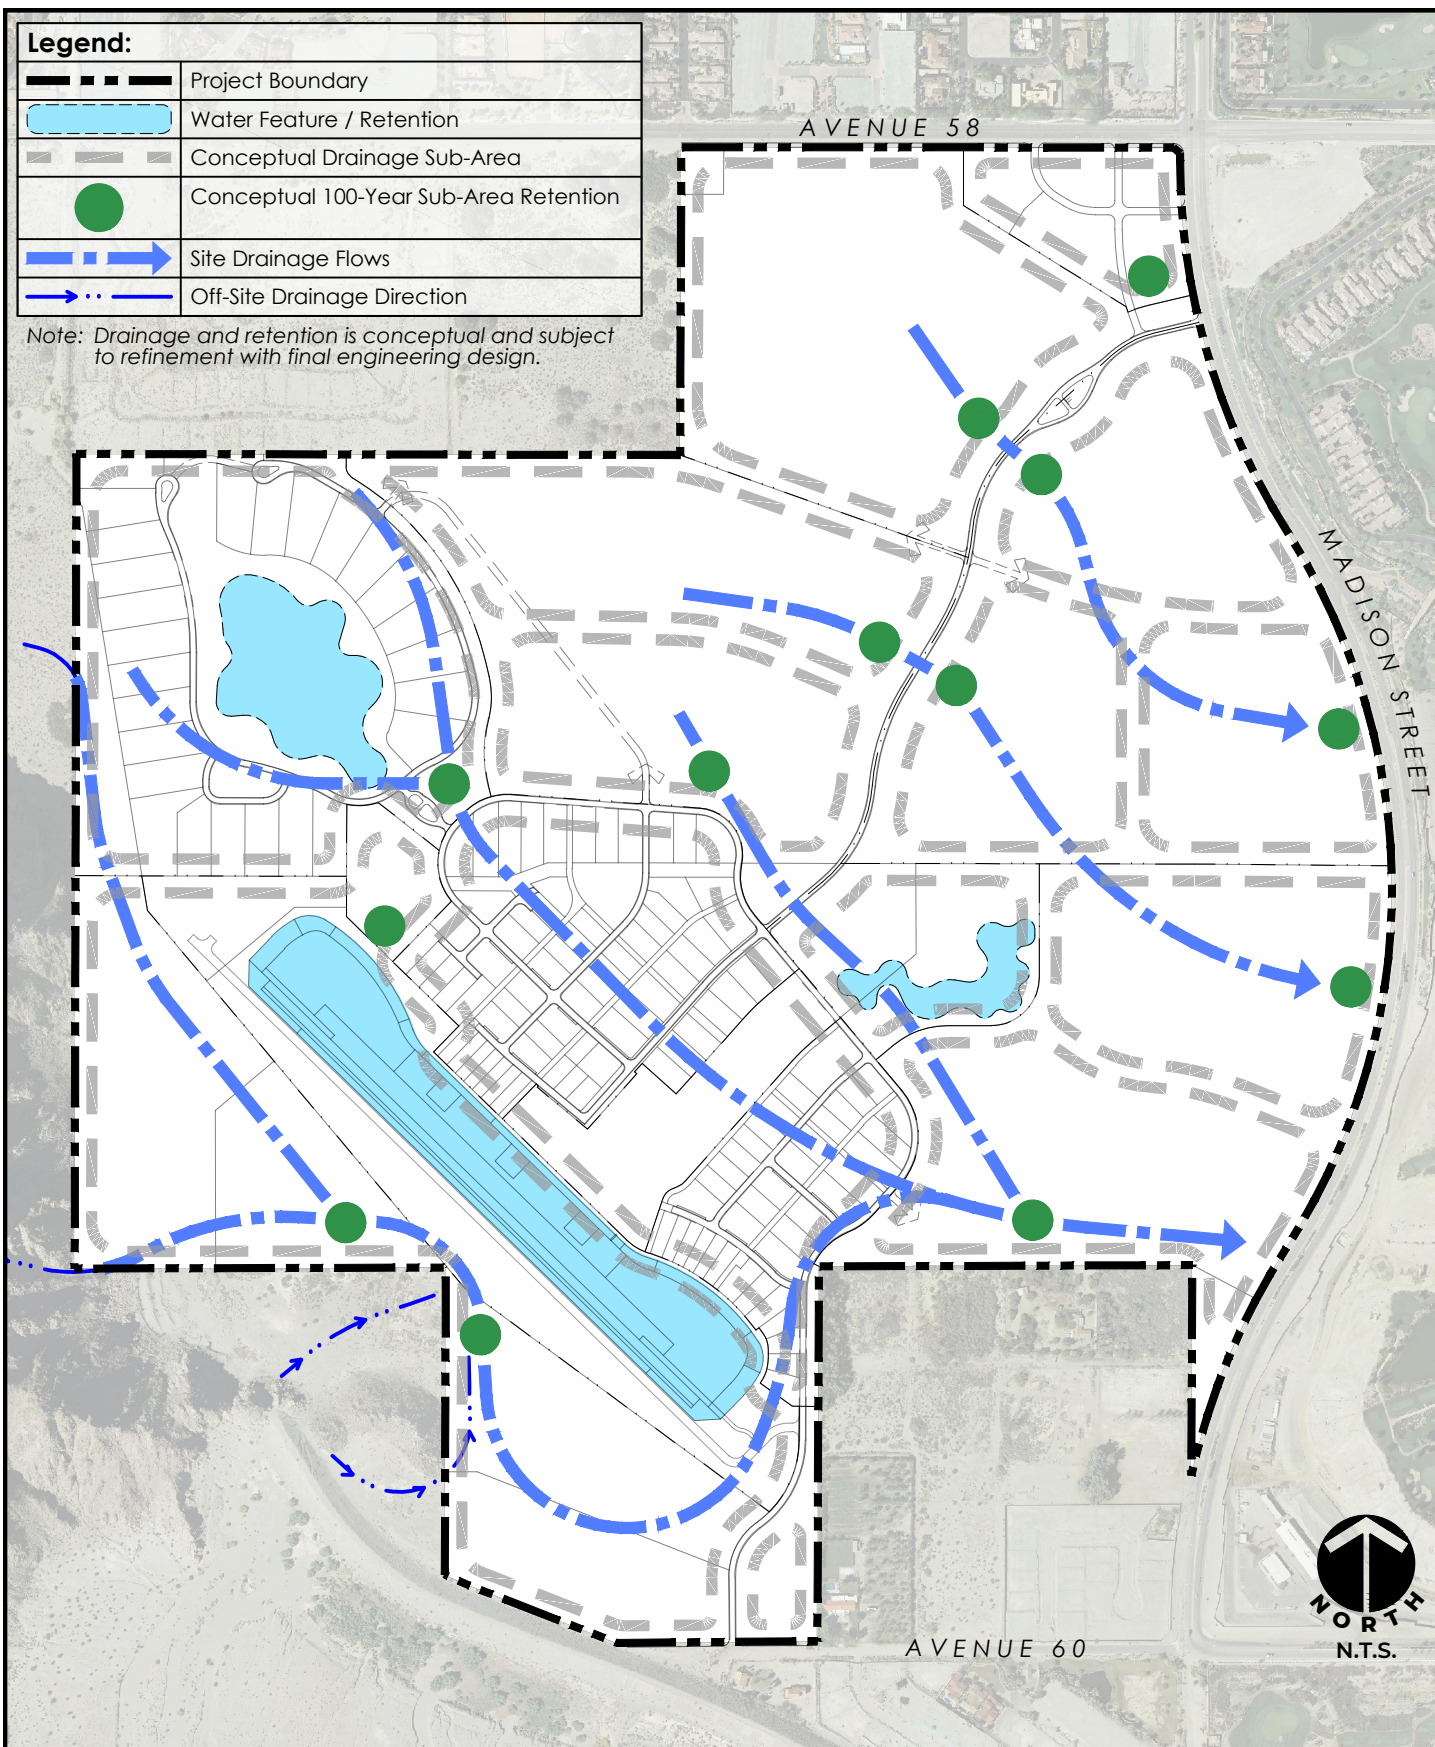 Legend:
Project Boundary
Water Feature / Retention
Conceptual Drainage Sub-Area
Conceptual 100-Year Sub-Area Retention
Site Drainage Flows
Off-Site Drainage Direction
Note: Drainage and retention is conceptual and subject
to refinement with final engineering design.
AVENUE 58
MADISON STREET
AVENUE 60
NORTH
N.T.S.